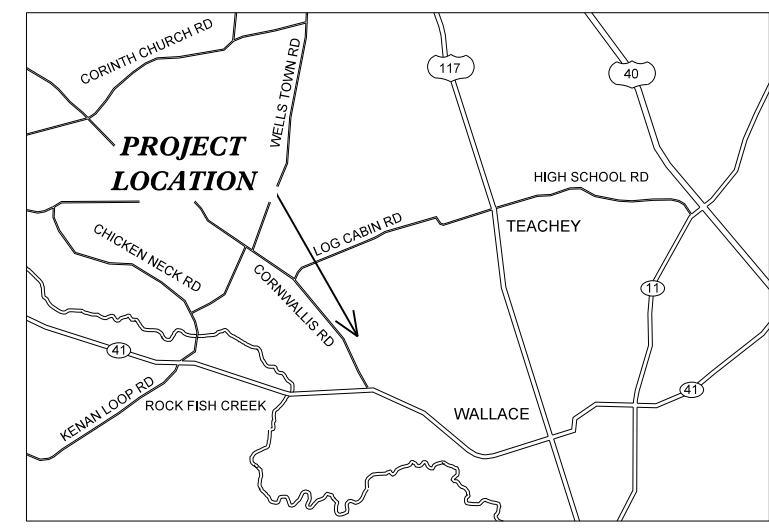 CORINTH CHURCH RD
WELLS TOWN RD
117
40
PROJECT
LOCATION
HIGH SCHOOL RD
LOG CABIN RD
TEACHEY
CHICKEN NECK RD
CORNWALLIS RD
11
41
KENAN LOOP RD
ROCK FISH CREEK
WALLACE
41